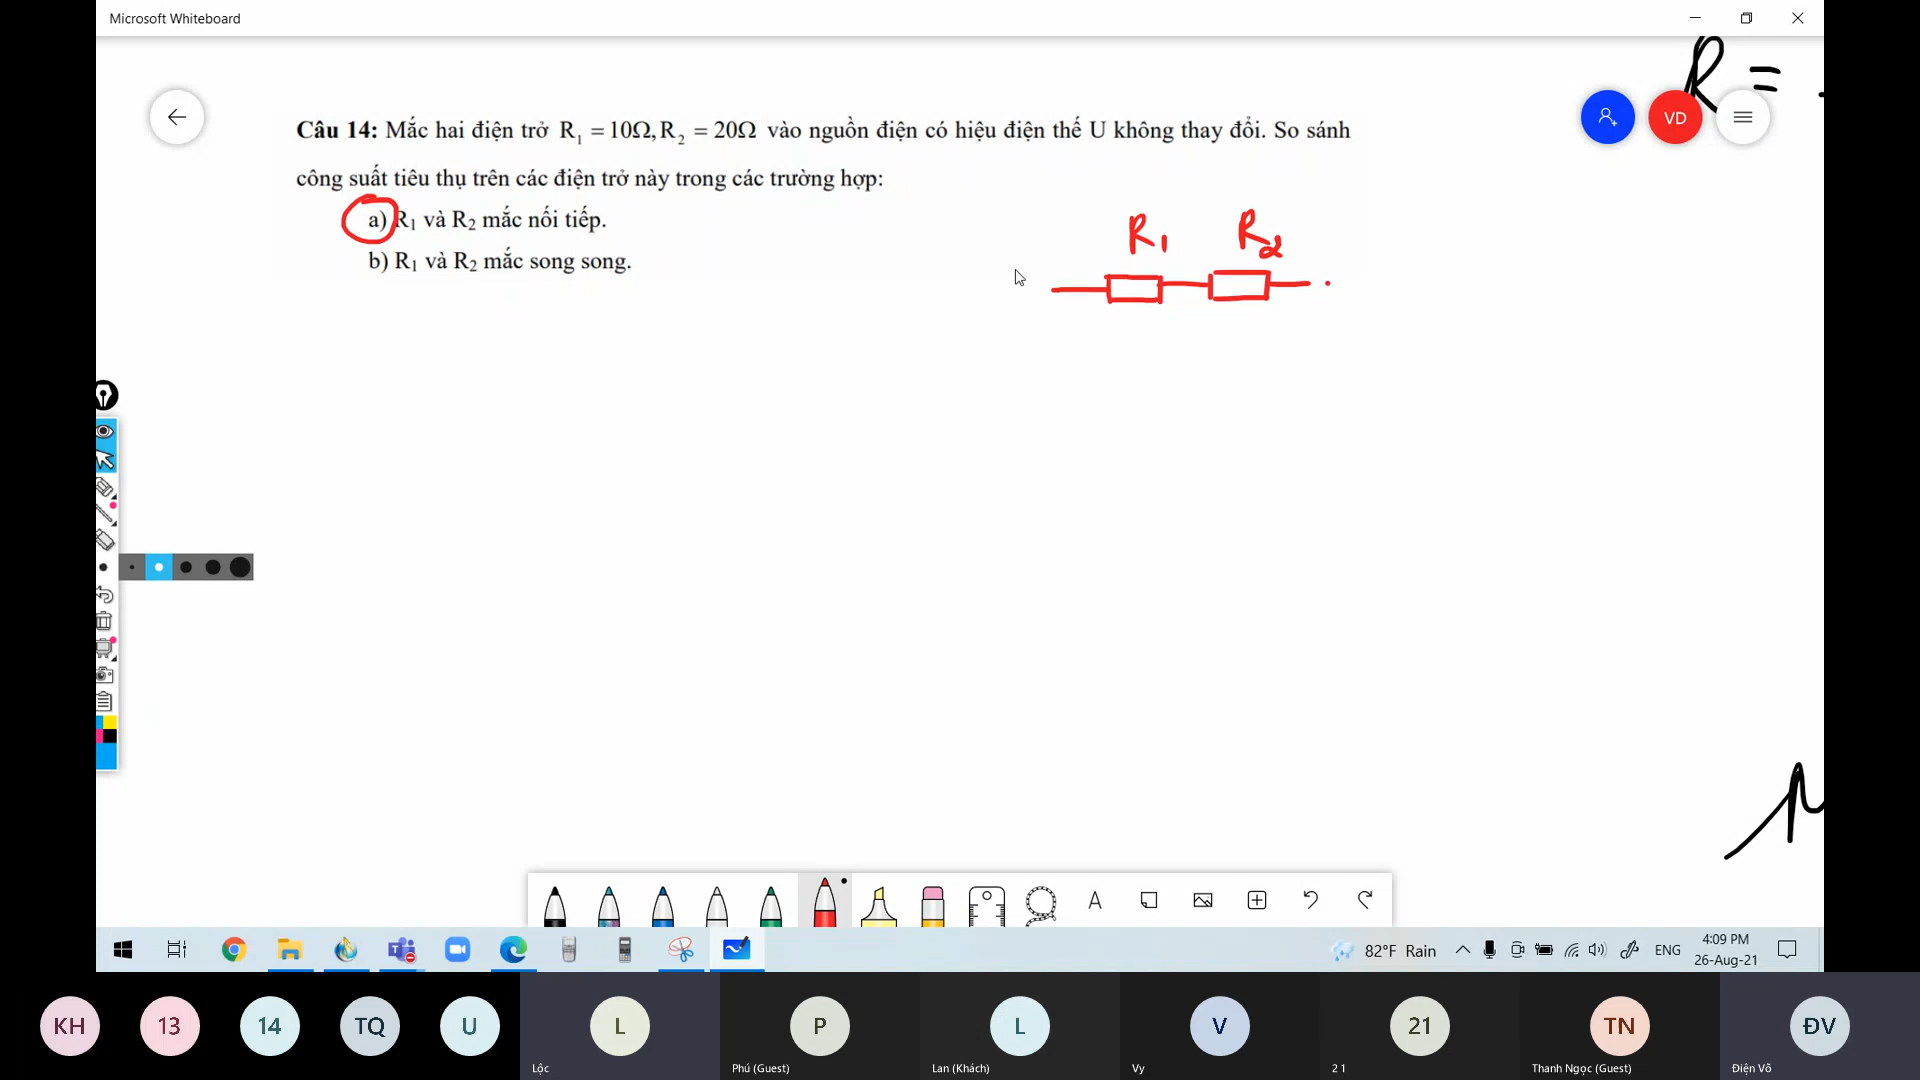 Microsoft Whiteboard
R =
VD
Câu 14: Mắc hai điện trở R₁ = 10Ω, R₂ = 20Ω vào nguồn điện có hiệu điện thế U không thay đổi. So sánh
công suất tiêu thụ trên các điện trở này trong các trường hợp:
a) R₁ và R₂ mắc nối tiếp.
b) R₁ và R₂ mắc song song.
R₁ R₂
A
82°F Rain
ENG
4:09 PM
26-Aug-21
KH
13
14
TQ
U
L
Lộc
P
Phú (Guest)
L
Lan (Khách)
V
Vy
21
2 1
TN
Thanh Ngọc (Guest)
ĐV
Điện Võ